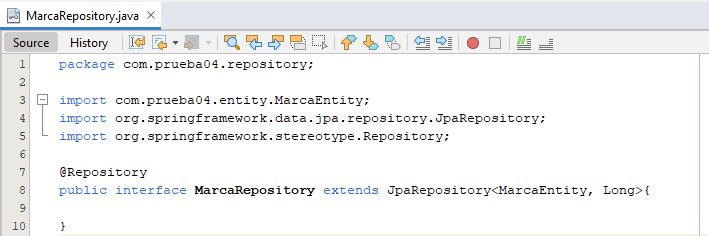 MarcaRepository.java
Source History
1 package com.prueba04.repository;
2
3 import com.prueba04.entity.MarcaEntity;
4 import org.springframework.data.jpa.repository.JpaRepository;
5 import org.springframework.stereotype.Repository;
6
7 @Repository
8 public interface MarcaRepository extends JpaRepository<MarcaEntity, Long>{
9
10 }